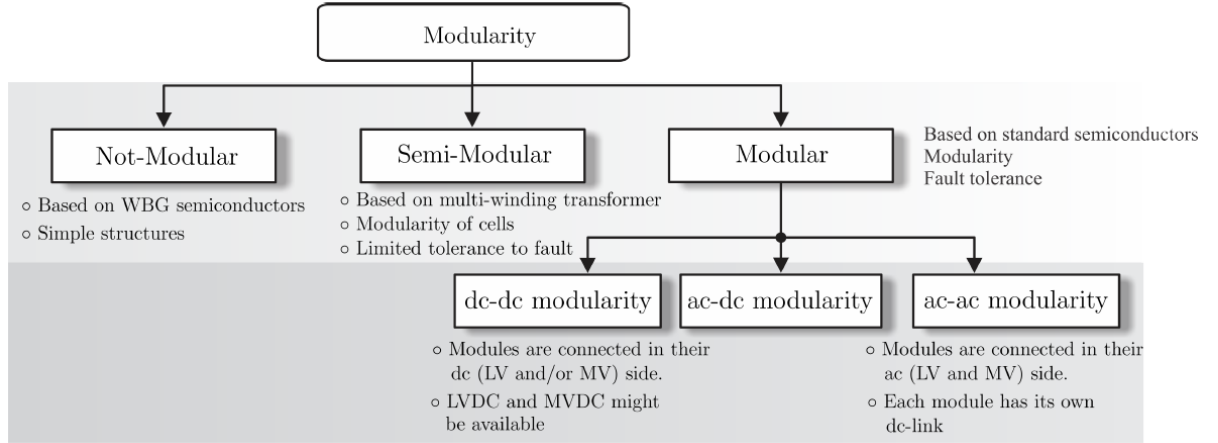 Modularity
Not-Modular
Semi-Modular
Modular
Based on standard semiconductors
Modularity
Fault tolerance
○ Based on WBG semiconductors
○ Simple structures
○ Based on multi-winding transformer
○ Modularity of cells
○ Limited tolerance to fault
dc-dc modularity
ac-dc modularity
ac-ac modularity
○ Modules are connected in their
dc (LV and/or MV) side.
○ LVDC and MVDC might
be available
○ Modules are connected in their
ac (LV and MV) side.
○ Each module has its own
dc-link